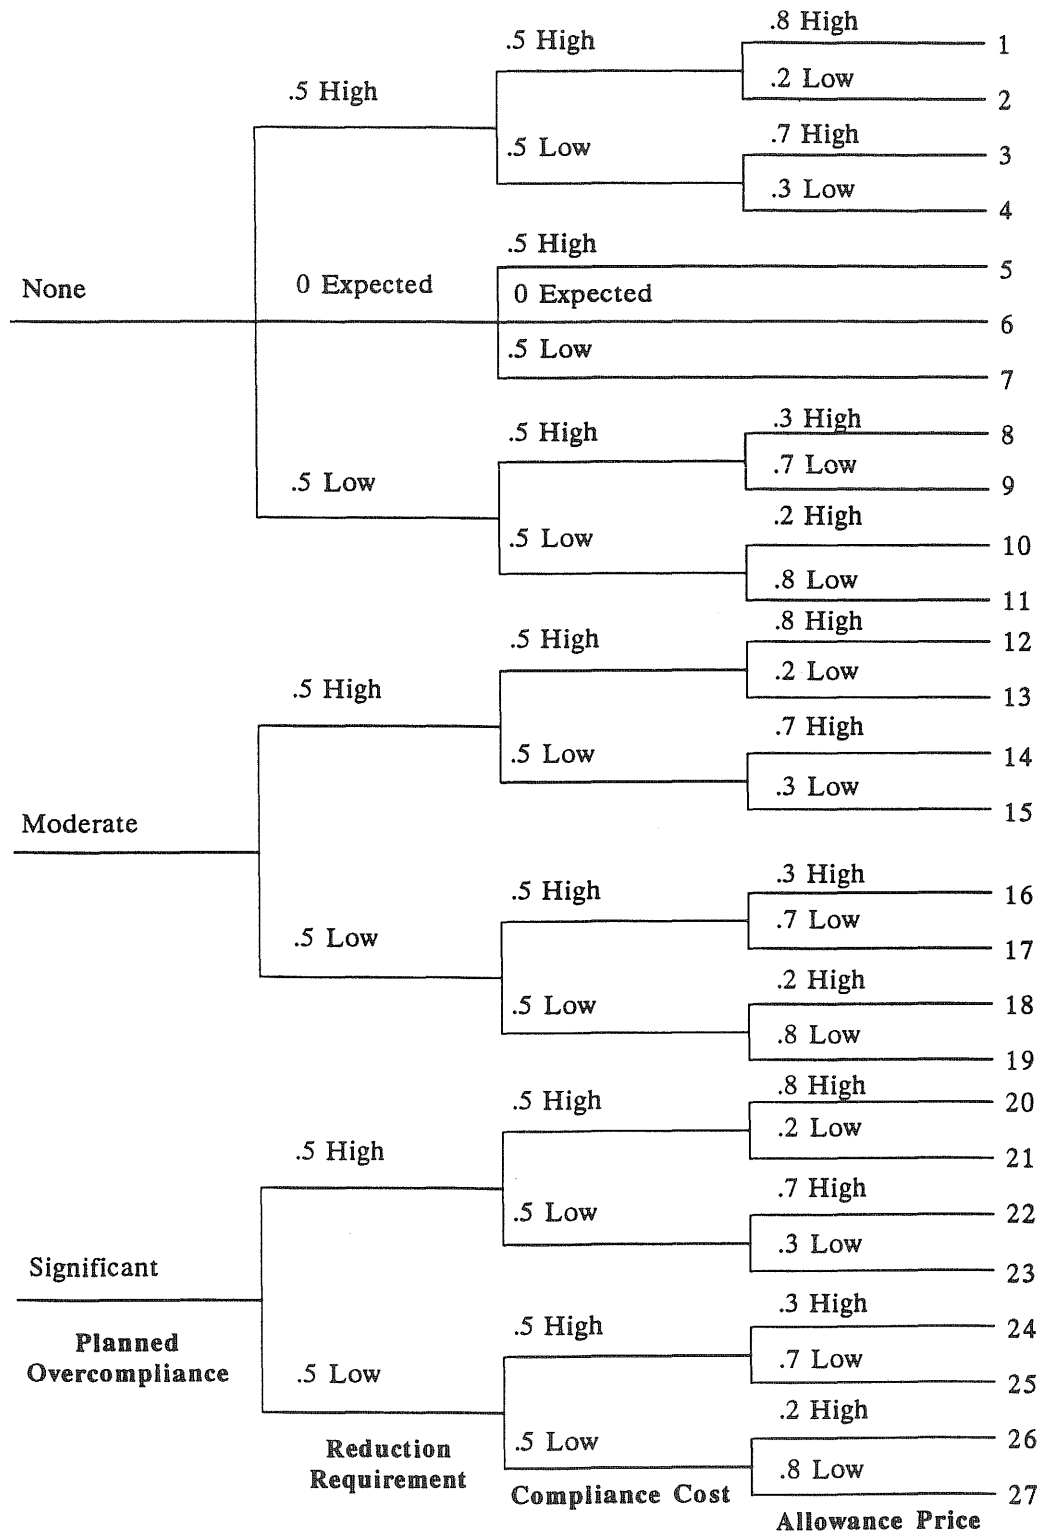 .8 High
.5 High
1
.2 Low
.5 High
2
.7 High
.5 Low
3
.3 Low
4
.5 High
5
None
0 Expected
0 Expected
6
.5 Low
7
.3 High
.5 High
8
.7 Low
.5 Low
9
.2 High
.5 Low
10
.8 Low
11
.8 High
.5 High
12
.2 Low
.5 High
13
.7 High
.5 Low
14
.3 Low
15
Moderate
.3 High
.5 High
16
.7 Low
.5 Low
17
.2 High
.5 Low
18
.8 Low
19
.8 High
.5 High
20
.2 Low
.5 High
21
.7 High
.5 Low
22
.3 Low
Significant
23
.3 High
.5 High
24
Planned
Overcompliance
.7 Low
.5 Low
25
.2 High
.5 Low
26
Reduction
Requirement
.8 Low
Compliance Cost
27
Allowance Price